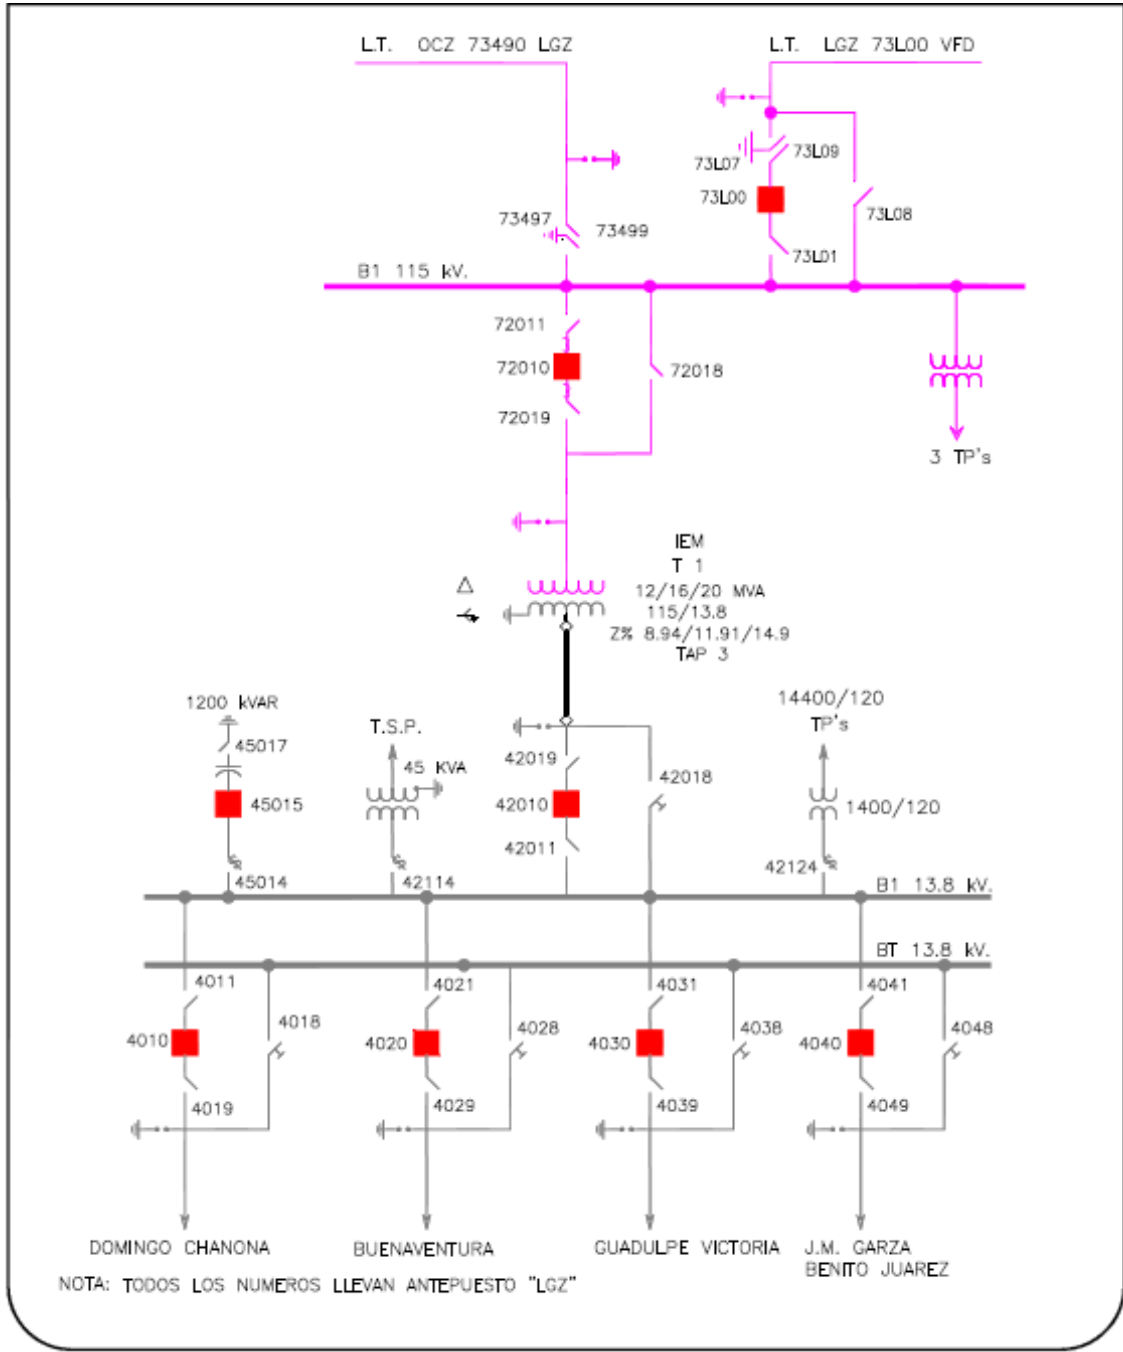 L.T. OCZ 73490 LGZ
L.T. LGZ 73L00 VFD
73L07
73L09
73L00
73L08
73L01
73497
73499
B1 115 kV.
72011
72010
72018
72019
3 TP's
IEM
T 1
12/16/20 MVA
115/13.8
Z% 8.94/11.91/14.9
TAP 3
1200 kVAR
45017
45015
45014
T.S.P.
45 KVA
42114
42019
42018
42010
42011
14400/120
TP's
1400/120
42124
B1 13.8 kV.
BT 13.8 kV.
4011
4018
4010
4019
4021
4028
4020
4029
4031
4038
4030
4039
4041
4048
4040
4049
DOMINGO CHANONA
BUENAVENTURA
GUADULPE VICTORIA
J.M. GARZA
BENITO JUAREZ
NOTA: TODOS LOS NUMEROS LLEVAN ANTEPUESTO "LGZ"